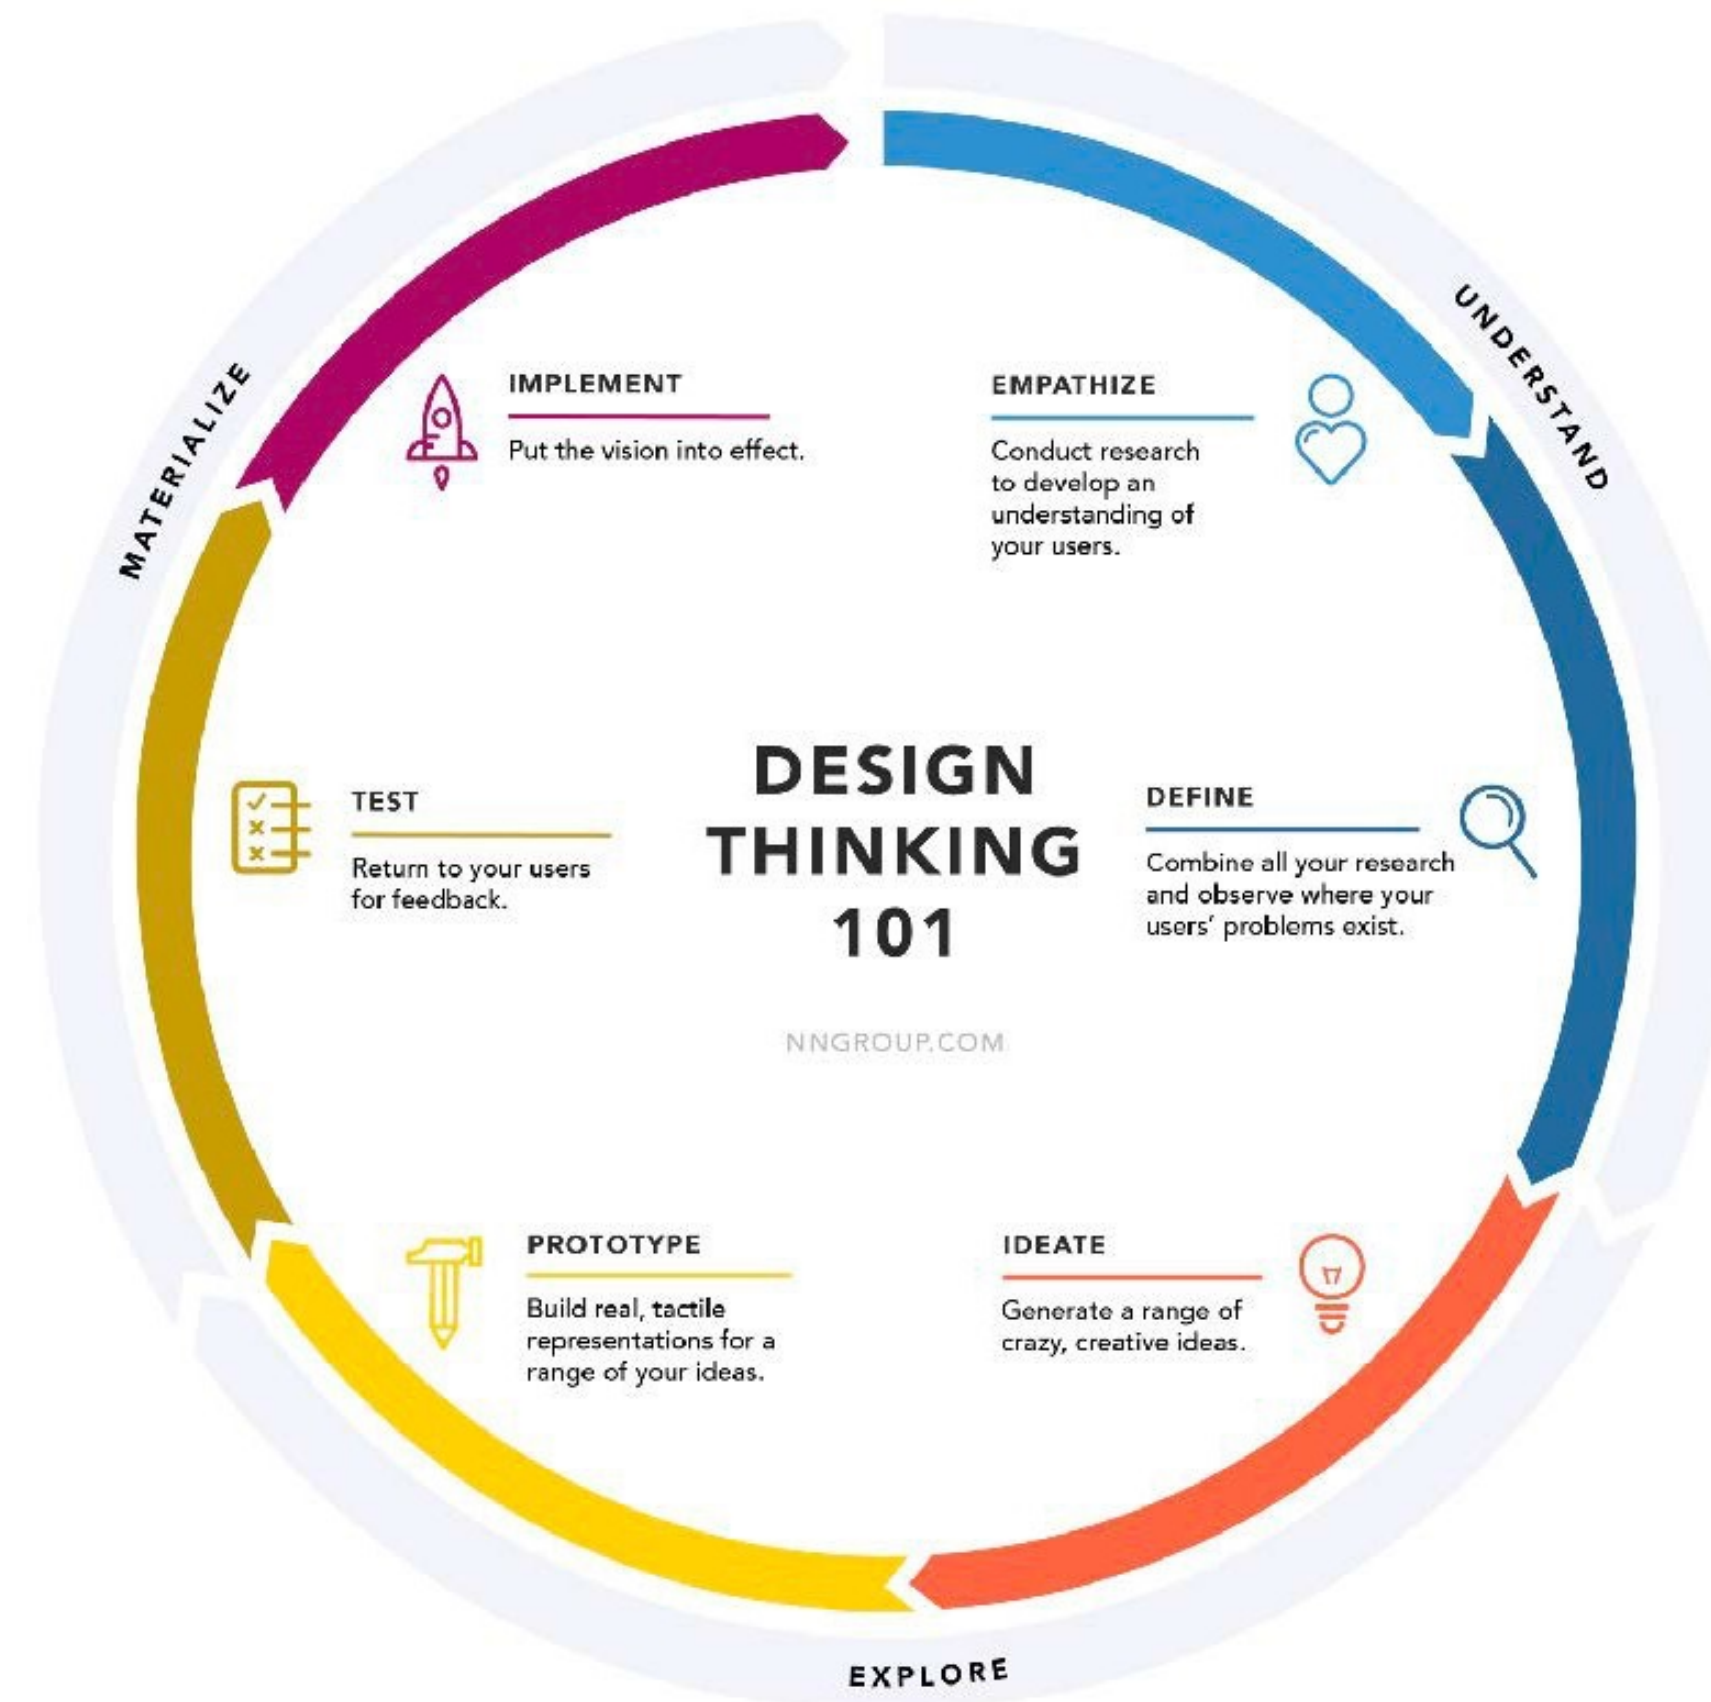 DESIGN
THINKING
101
NNGROUP.COM
UNDERSTAND
EMPATHIZE
Conduct research
to develop an
understanding of
your users.
DEFINE
Combine all your research
and observe where your
users' problems exist.
EXPLORE
IDEATE
Generate a range of
crazy, creative ideas.
PROTOTYPE
Build real, tactile
representations for a
range of your ideas.
MATERIALIZE
TEST
Return to your users
for feedback.
IMPLEMENT
Put the vision into effect.